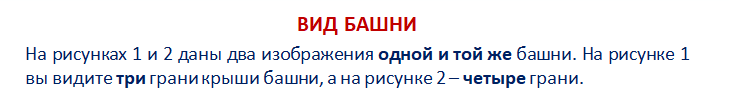 ВИД БАШНИ
На рисунках 1 и 2 даны два изображения одной и той же башни. На рисунке 1
вы видите три грани крыши башни, а на рисунке 2 – четыре грани.